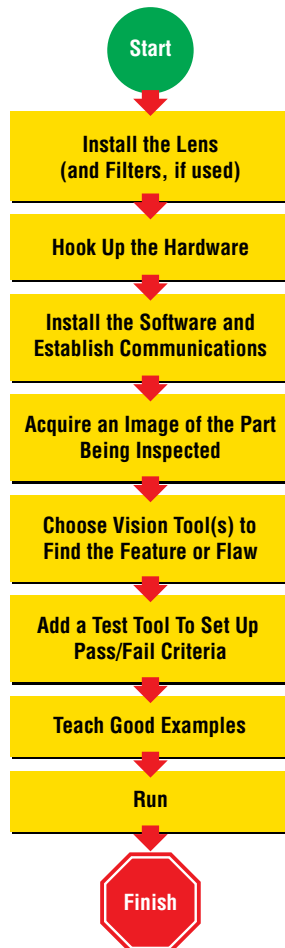 Start
Install the Lens
(and Filters, if used)
Hook Up the Hardware
Install the Software and
Establish Communications
Acquire an Image of the Part
Being Inspected
Choose Vision Tool(s) to
Find the Feature or Flaw
Add a Test Tool To Set Up
Pass/Fail Criteria
Teach Good Examples
Run
Finish